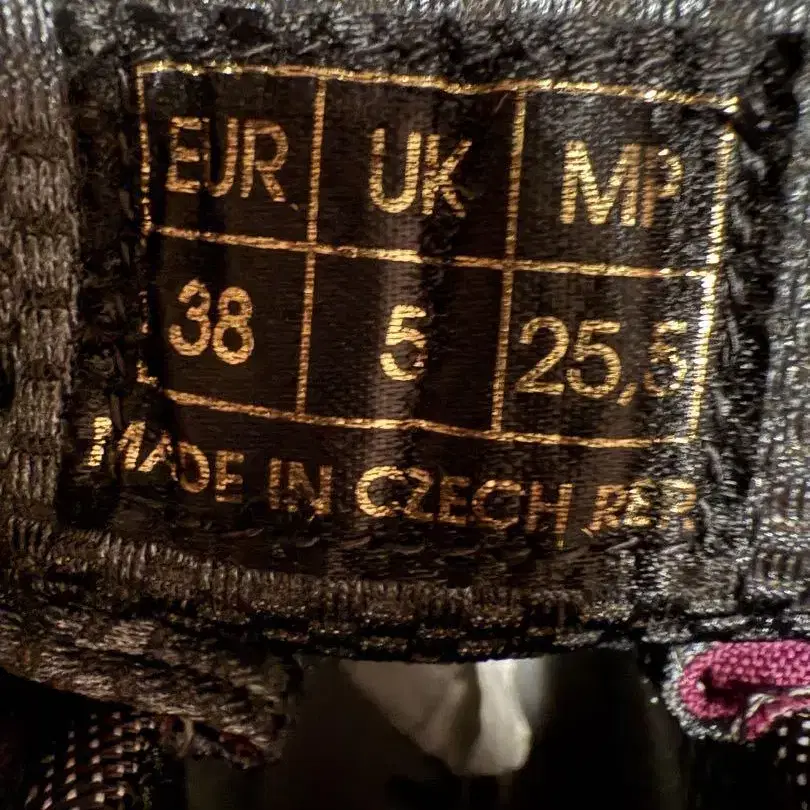 EUR UK MP
38 5 25,5
MADE IN CZECH REP.